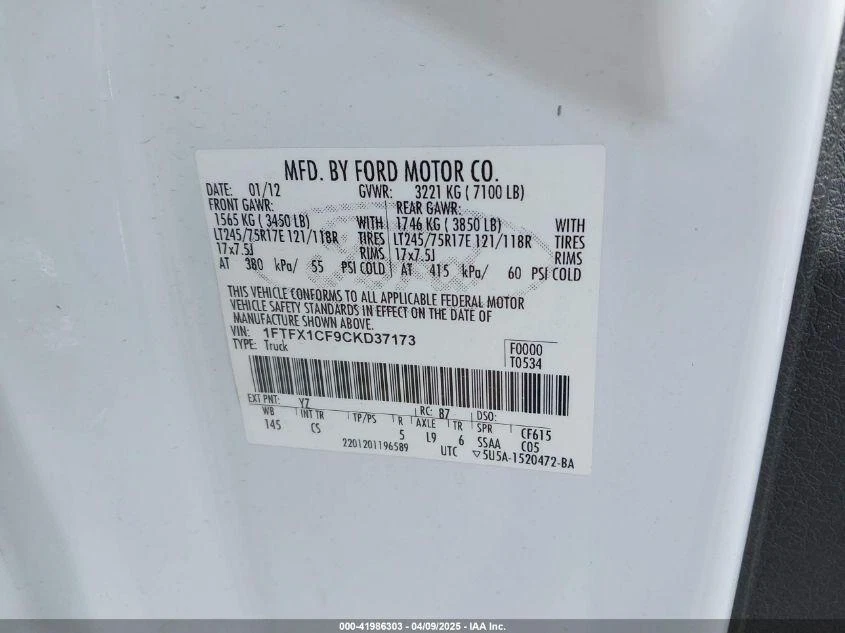 MFD. BY FORD MOTOR CO.
DATE: 01/12 GVWR: 3221 KG ( 7100 LB)
FRONT GAWR: REAR GAWR:
1565 KG ( 3450 LB) WITH 1746 KG ( 3850 LB) WITH
LT245/75R17E 121/118R TIRES LT245/75R17E 121/118R TIRES
17x7.5J RIMS 17x7.5J RIMS
AT 380 kPa/ 55 PSI COLD AT 415 kPa/ 60 PSI COLD
THIS VEHICLE CONFORMS TO ALL APPLICABLE FEDERAL MOTOR
VEHICLE SAFETY STANDARDS IN EFFECT ON THE DATE OF
MANUFACTURE SHOWN ABOVE.
VIN: 1FTFX1CF9CKD37173 F0000
TYPE: Truck T0534
EXT PNT: YZ RC: 87 DSO:
WB INT TR TP/PS R AXLE TR SPR CF615
145 CS 5 L9 6 SSAA C05
2201201196589 UTC ▽5U5A-1520472-BA
000-41986303 / 04/09/2025 - IAA Inc.